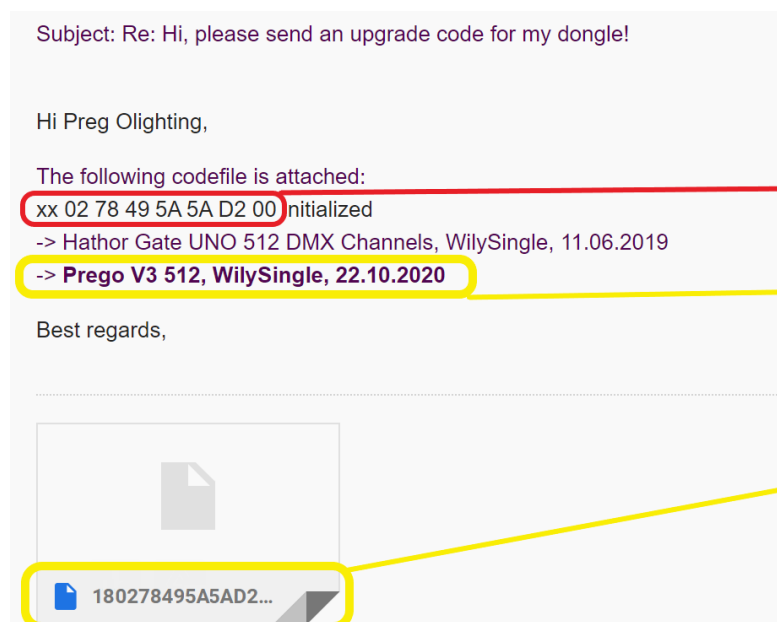 Subject: Re: Hi, please send an upgrade code for my dongle!
Hi Preg Olighting,
The following codefile is attached:
xx 02 78 49 5A 5A D2 00 nitialized
-> Hathor Gate UNO 512 DMX Channels, WilySingle, 11.06.2019
-> Prego V3 512, WilySingle, 22.10.2020
Best regards,
180278495A5AD2...